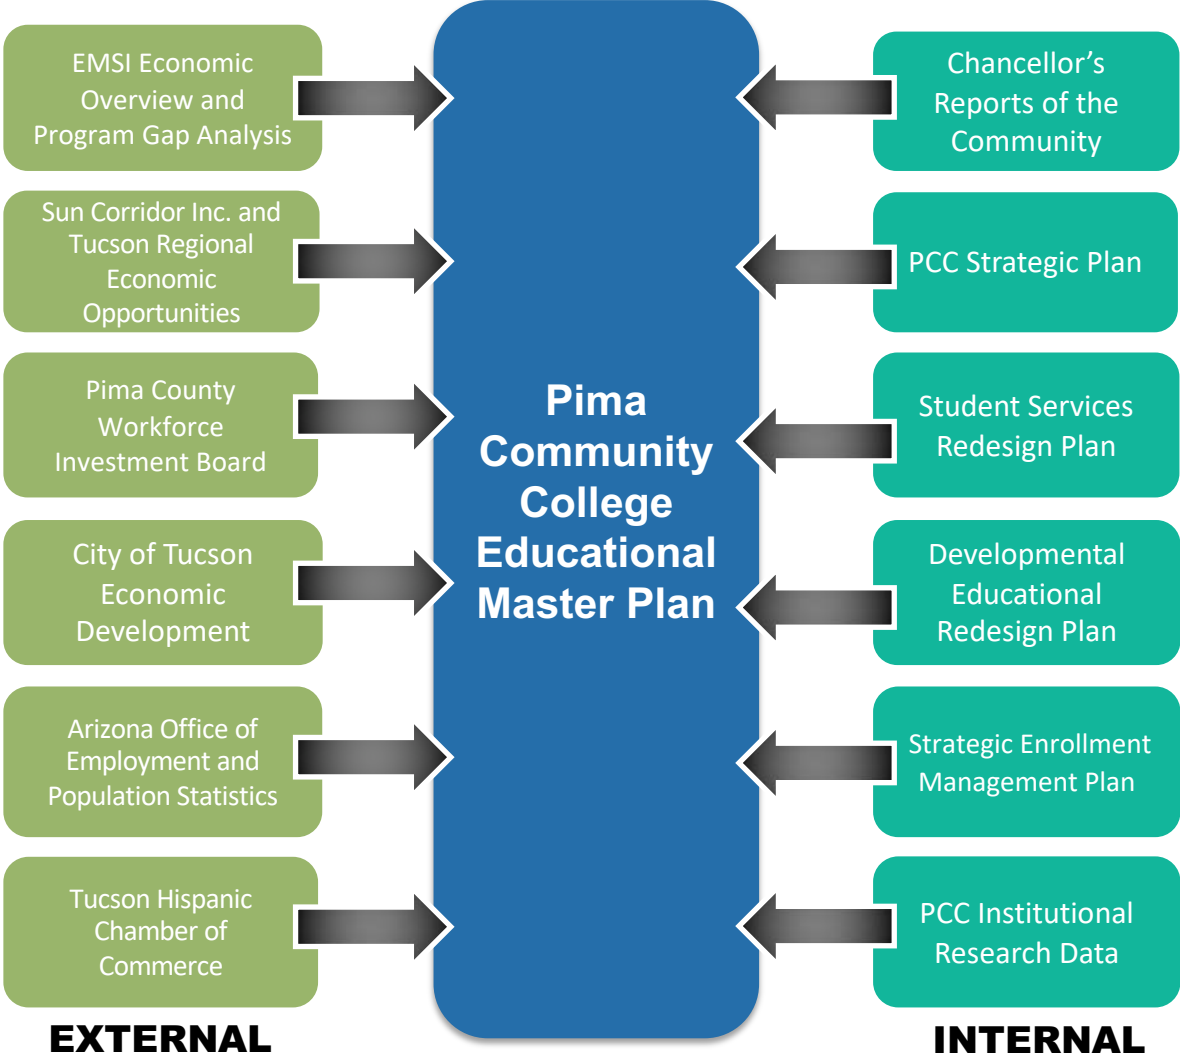 EMSI Economic
Overview and
Program Gap Analysis
Sun Corridor Inc. and
Tucson Regional
Economic
Opportunities
Pima County
Workforce
Investment Board
City of Tucson
Economic
Development
Arizona Office of
Employment and
Population Statistics
Tucson Hispanic
Chamber of
Commerce
EXTERNAL
Pima
Community
College
Educational
Master Plan
Chancellor’s
Reports of the
Community
PCC Strategic Plan
Student Services
Redesign Plan
Developmental
Educational
Redesign Plan
Strategic Enrollment
Management Plan
PCC Institutional
Research Data
INTERNAL